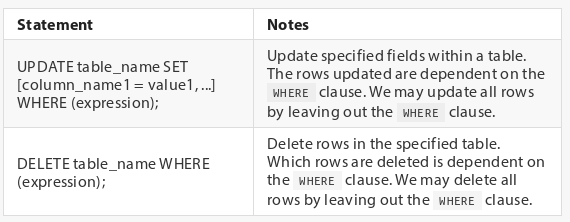 Statement
Notes
UPDATE table_name SET
[column_name1 = value1, ...]
WHERE (expression);
Update specified fields within a table.
The rows updated are dependent on the
WHERE clause. We may update all rows
by leaving out the WHERE clause.
DELETE table_name WHERE
(expression);
Delete rows in the specified table.
Which rows are deleted is dependent on
the WHERE clause. We may delete all
rows by leaving out the WHERE clause.